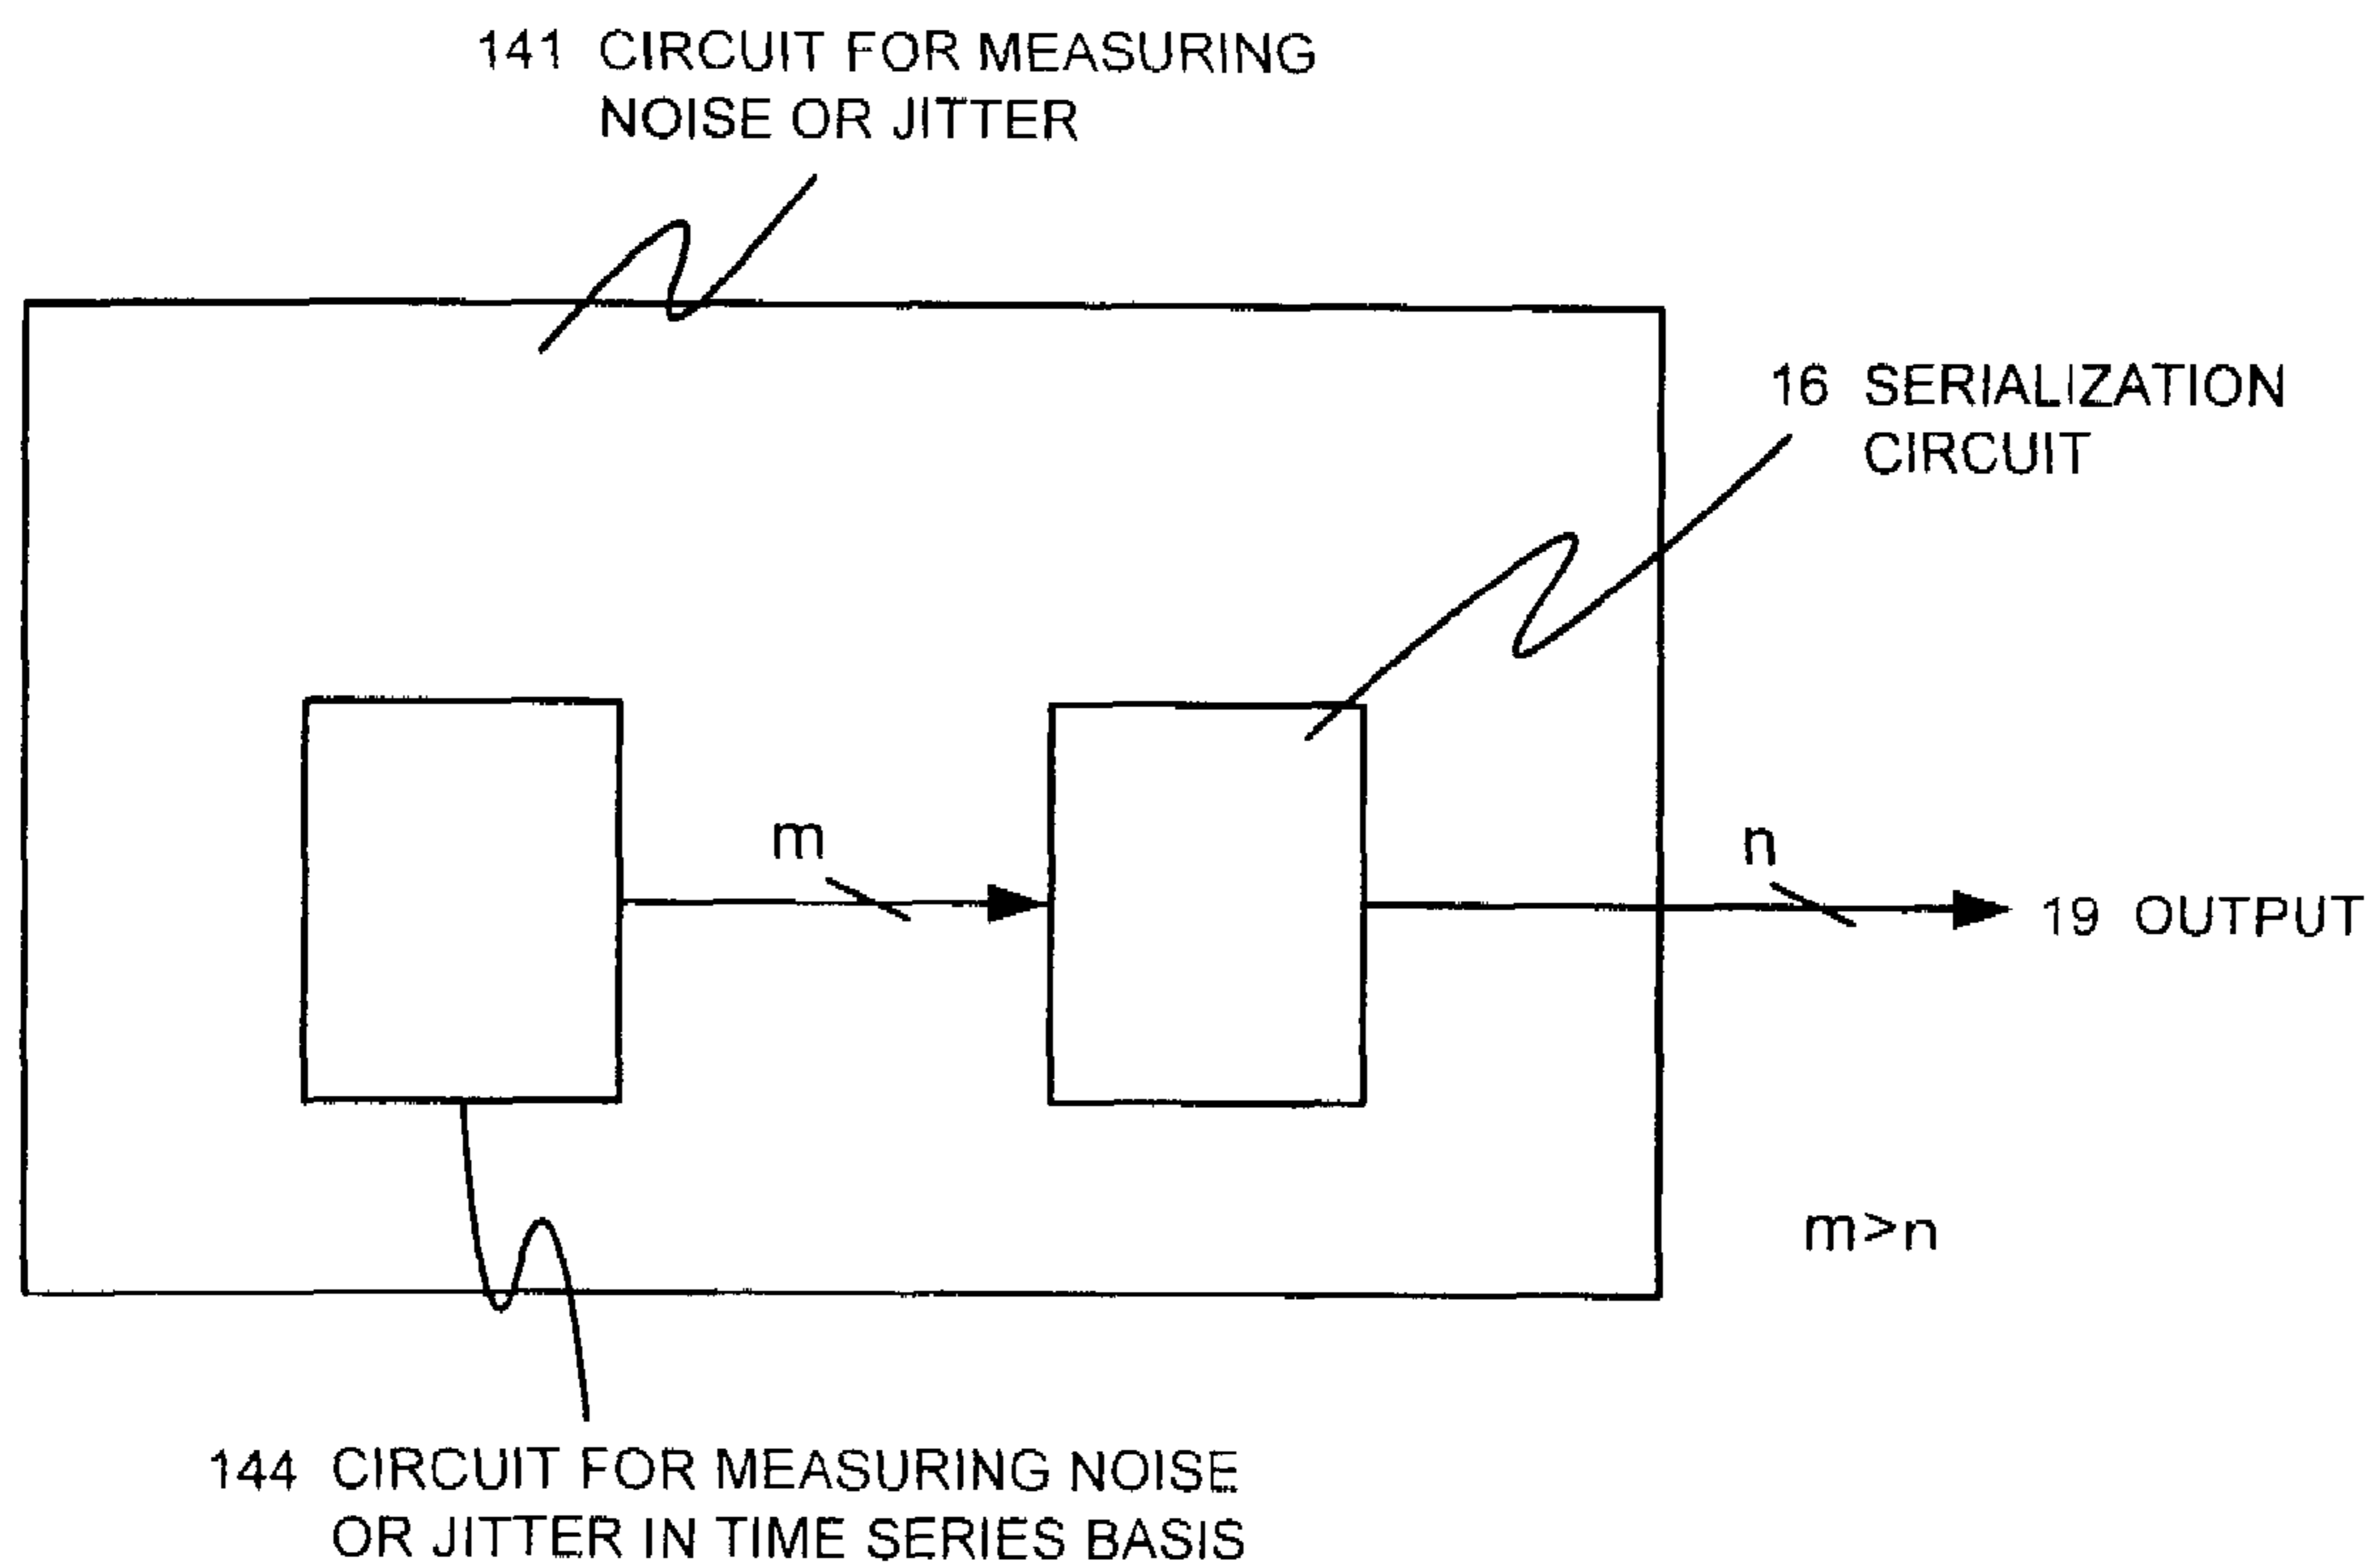 141 CIRCUIT FOR MEASURING
NOISE OR JITTER
16 SERIALIZATION
CIRCUIT
m
n
19 OUTPUT
m>n
144 CIRCUIT FOR MEASURING NOISE
OR JITTER IN TIME SERIES BASIS